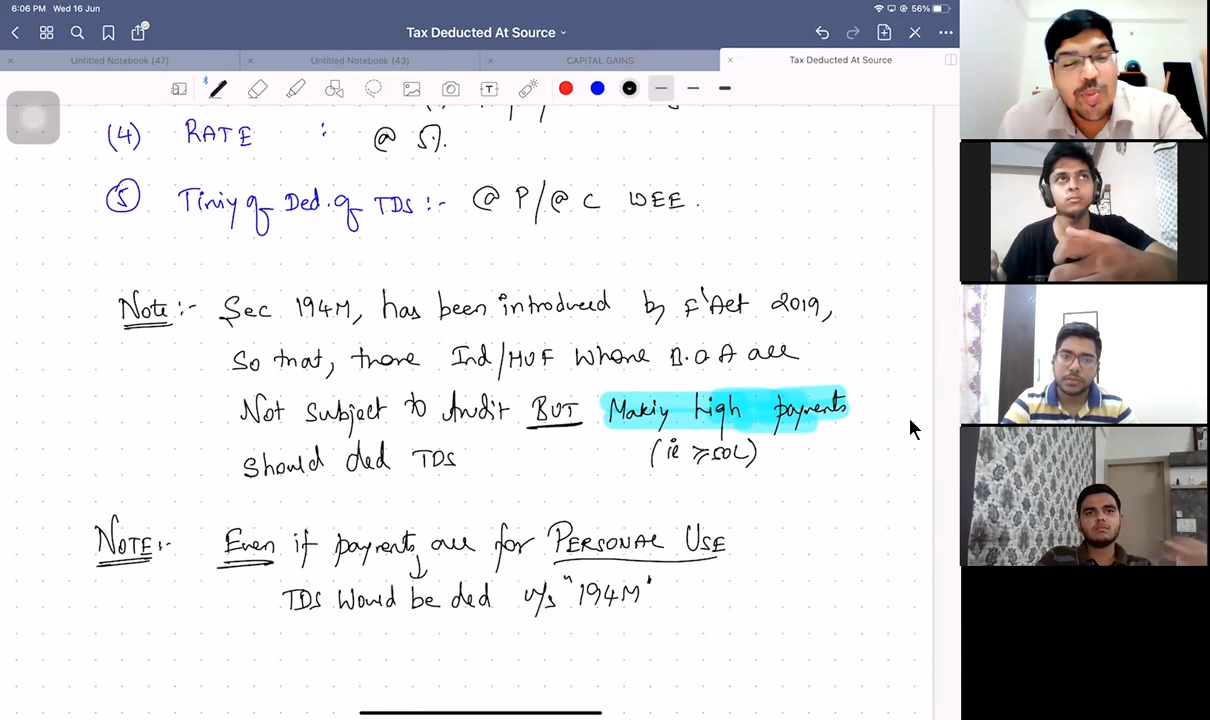 6:06 PM Wed 16 Jun
56%
Tax Deducted At Source
Untitled Notebook (47)
Untitled Notebook (43)
CAPITAL GAINS
Tax Deducted At Source
(4) RATE : @ 5%.
(5) Timing of Ded. of TDS :- @ P/@ C WEE.
Note :- Sec 194M, has been introduced by F'Act 2019,
So that, those Ind/HUF whose B.O.A are
Not subject to Audit BUT Making high payments
(ie ≥50L)
should ded TDS
NOTE:- Even if payments are for PERSONAL USE
TDS Would be ded u/s "194M"